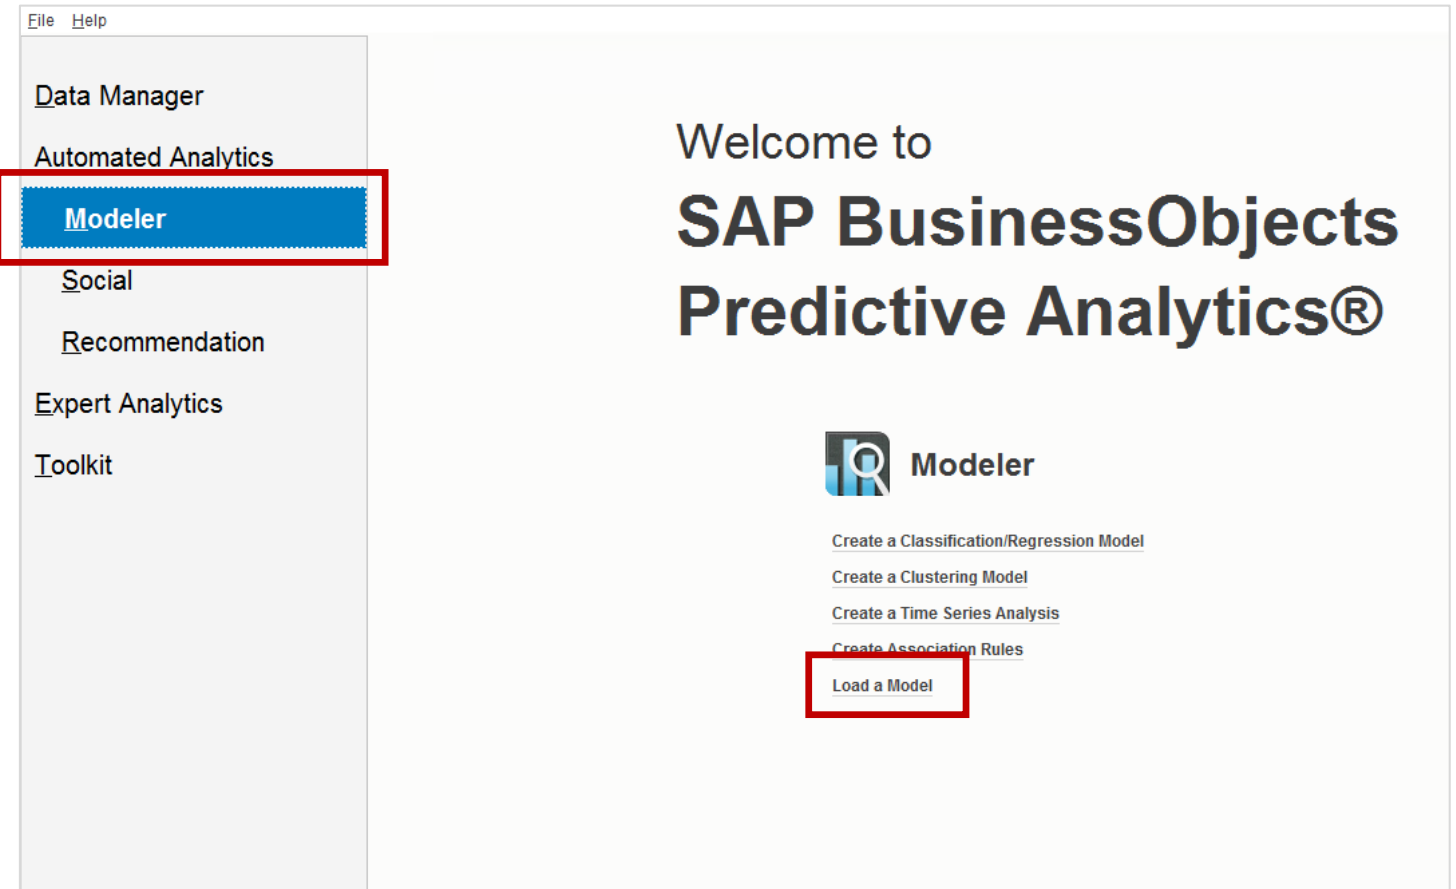 File Help
Data Manager
Automated Analytics
Modeler
Social
Recommendation
Expert Analytics
Toolkit
Welcome to
SAP BusinessObjects
Predictive Analytics®
Modeler
Create a Classification/Regression Model
Create a Clustering Model
Create a Time Series Analysis
Create Association Rules
Load a Model